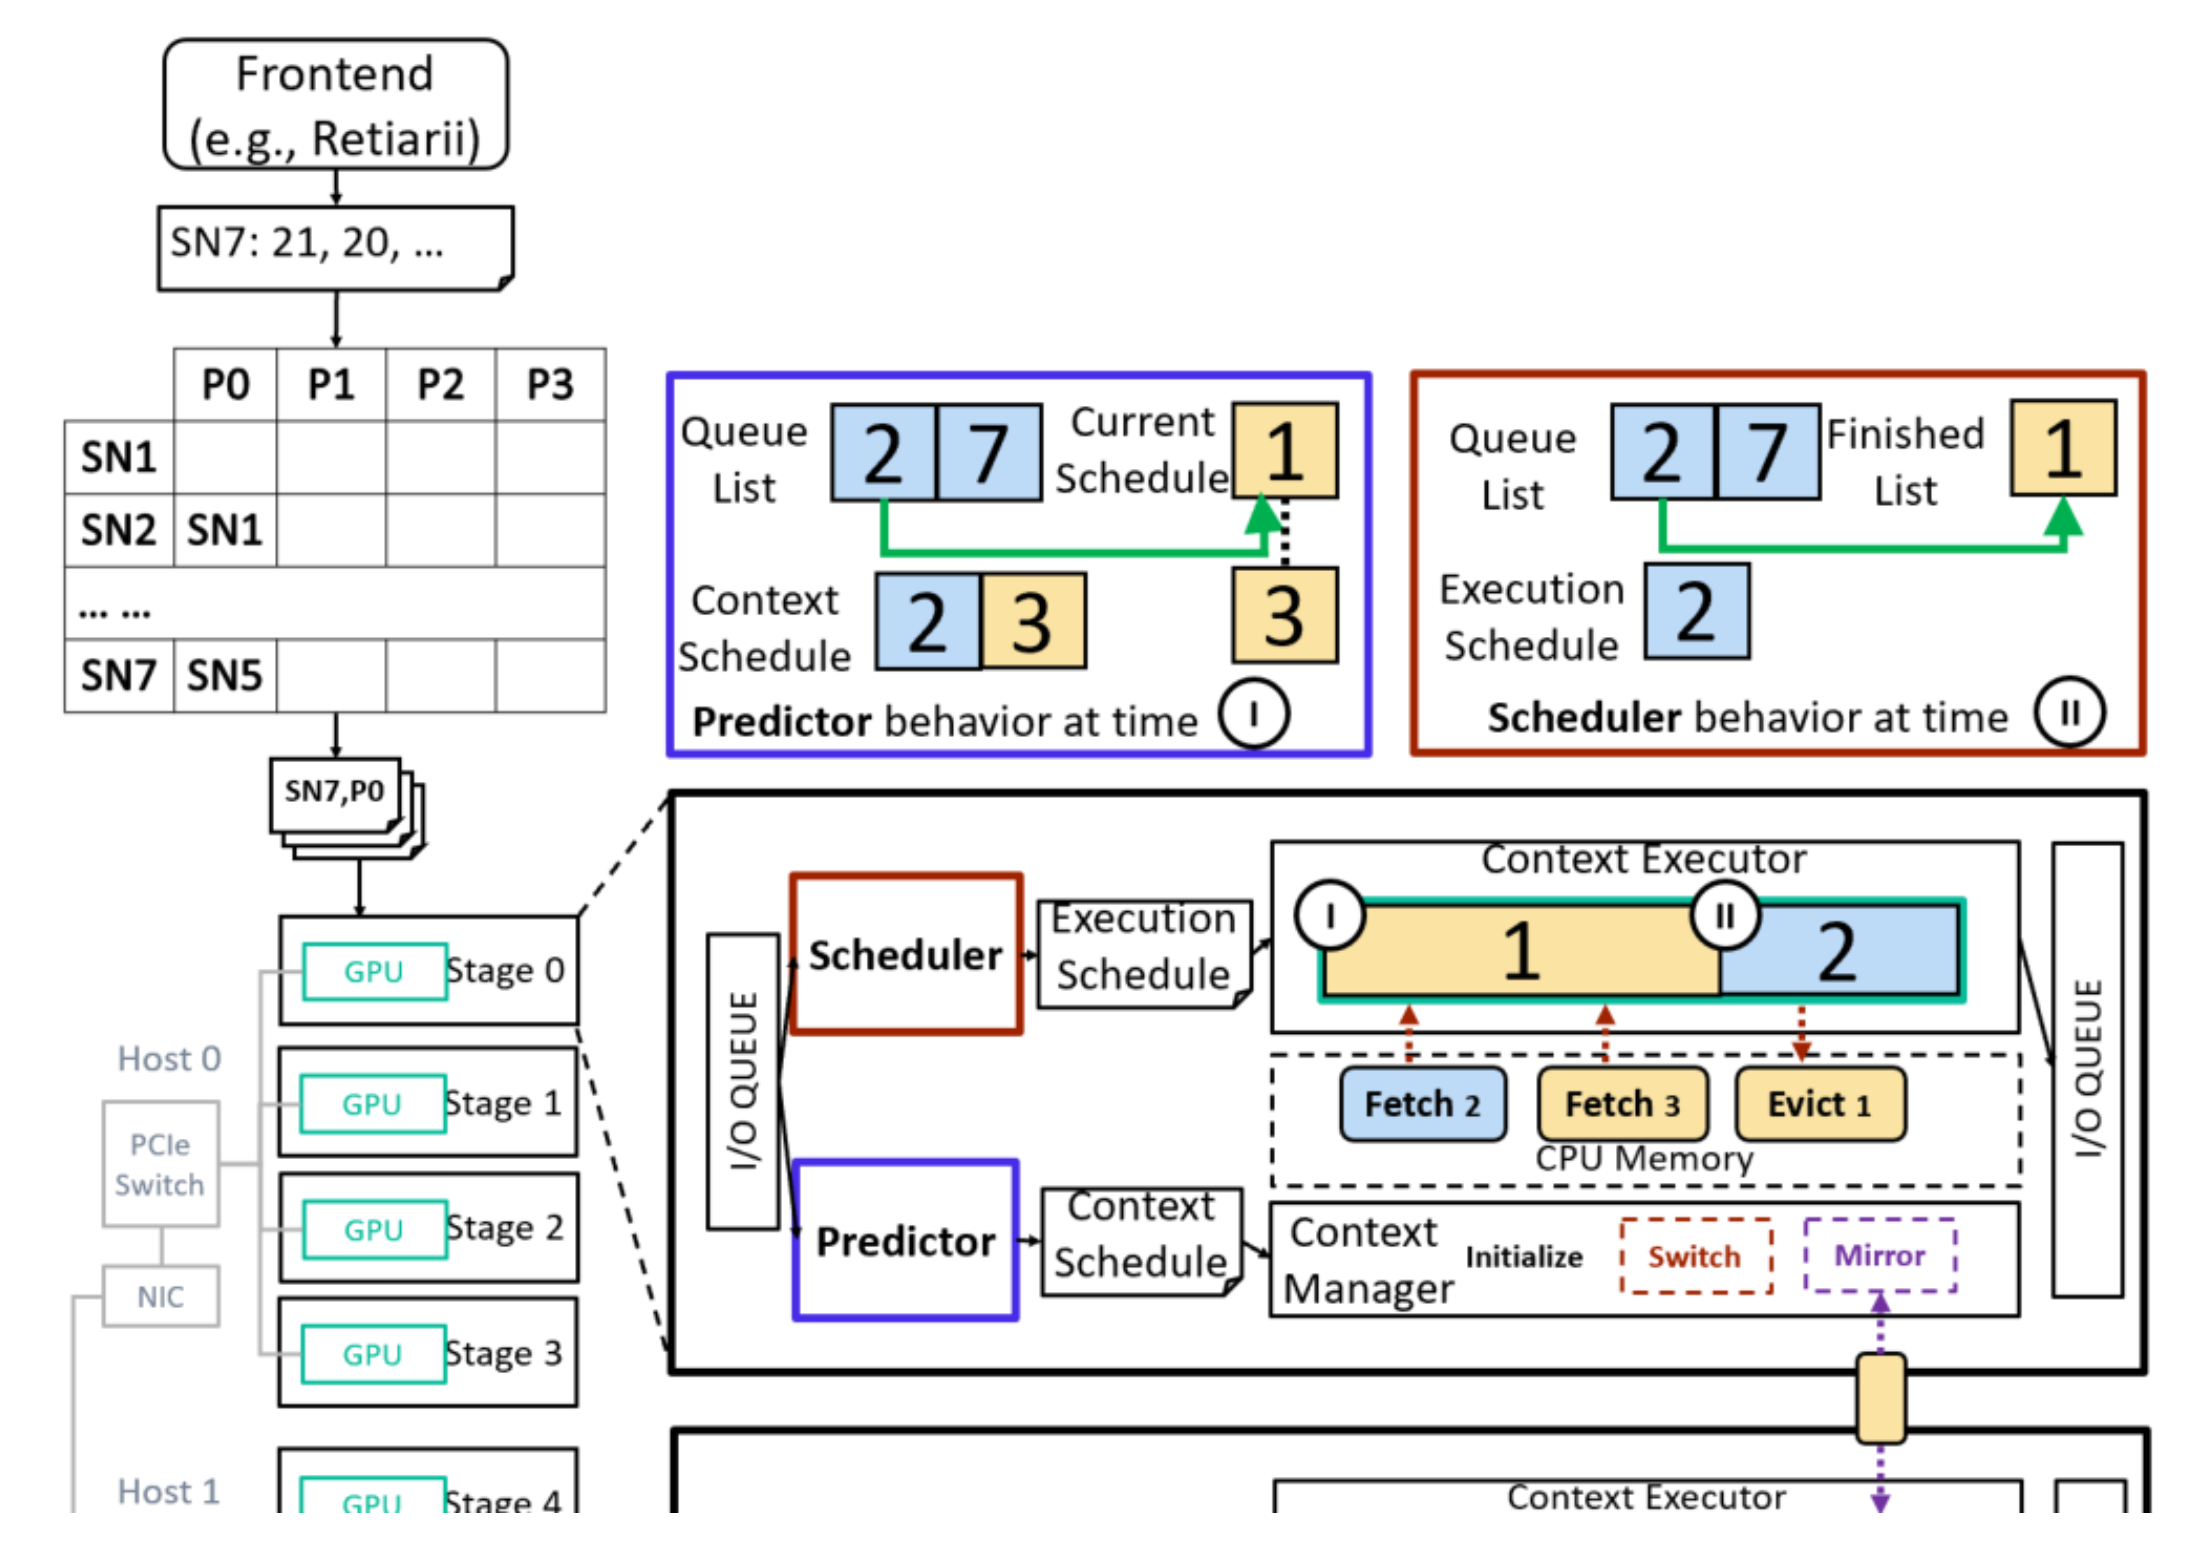 Frontend
(e.g., Retiarii)
SN7: 21, 20, ...
P0 P1 P2 P3
SN1
SN2 SN1
... ...
SN7 SN5
SN7,P0
GPU Stage 0
Host 0
GPU Stage 1
PCIe
Switch
GPU Stage 2
NIC
GPU Stage 3
Host 1
GPU Stage 4
Queue
List
2 7
Current
Schedule
1
Context
Schedule
2 3
3
Predictor behavior at time I
Queue
List
2 7
Finished
List
1
Execution
Schedule
2
Scheduler behavior at time II
I/O QUEUE
Scheduler
Execution
Schedule
Context Executor
I 1 II 2
Fetch 2 Fetch 3 Evict 1
CPU Memory
Predictor
Context
Schedule
Context
Manager
Initialize Switch Mirror
I/O QUEUE
Context Executor